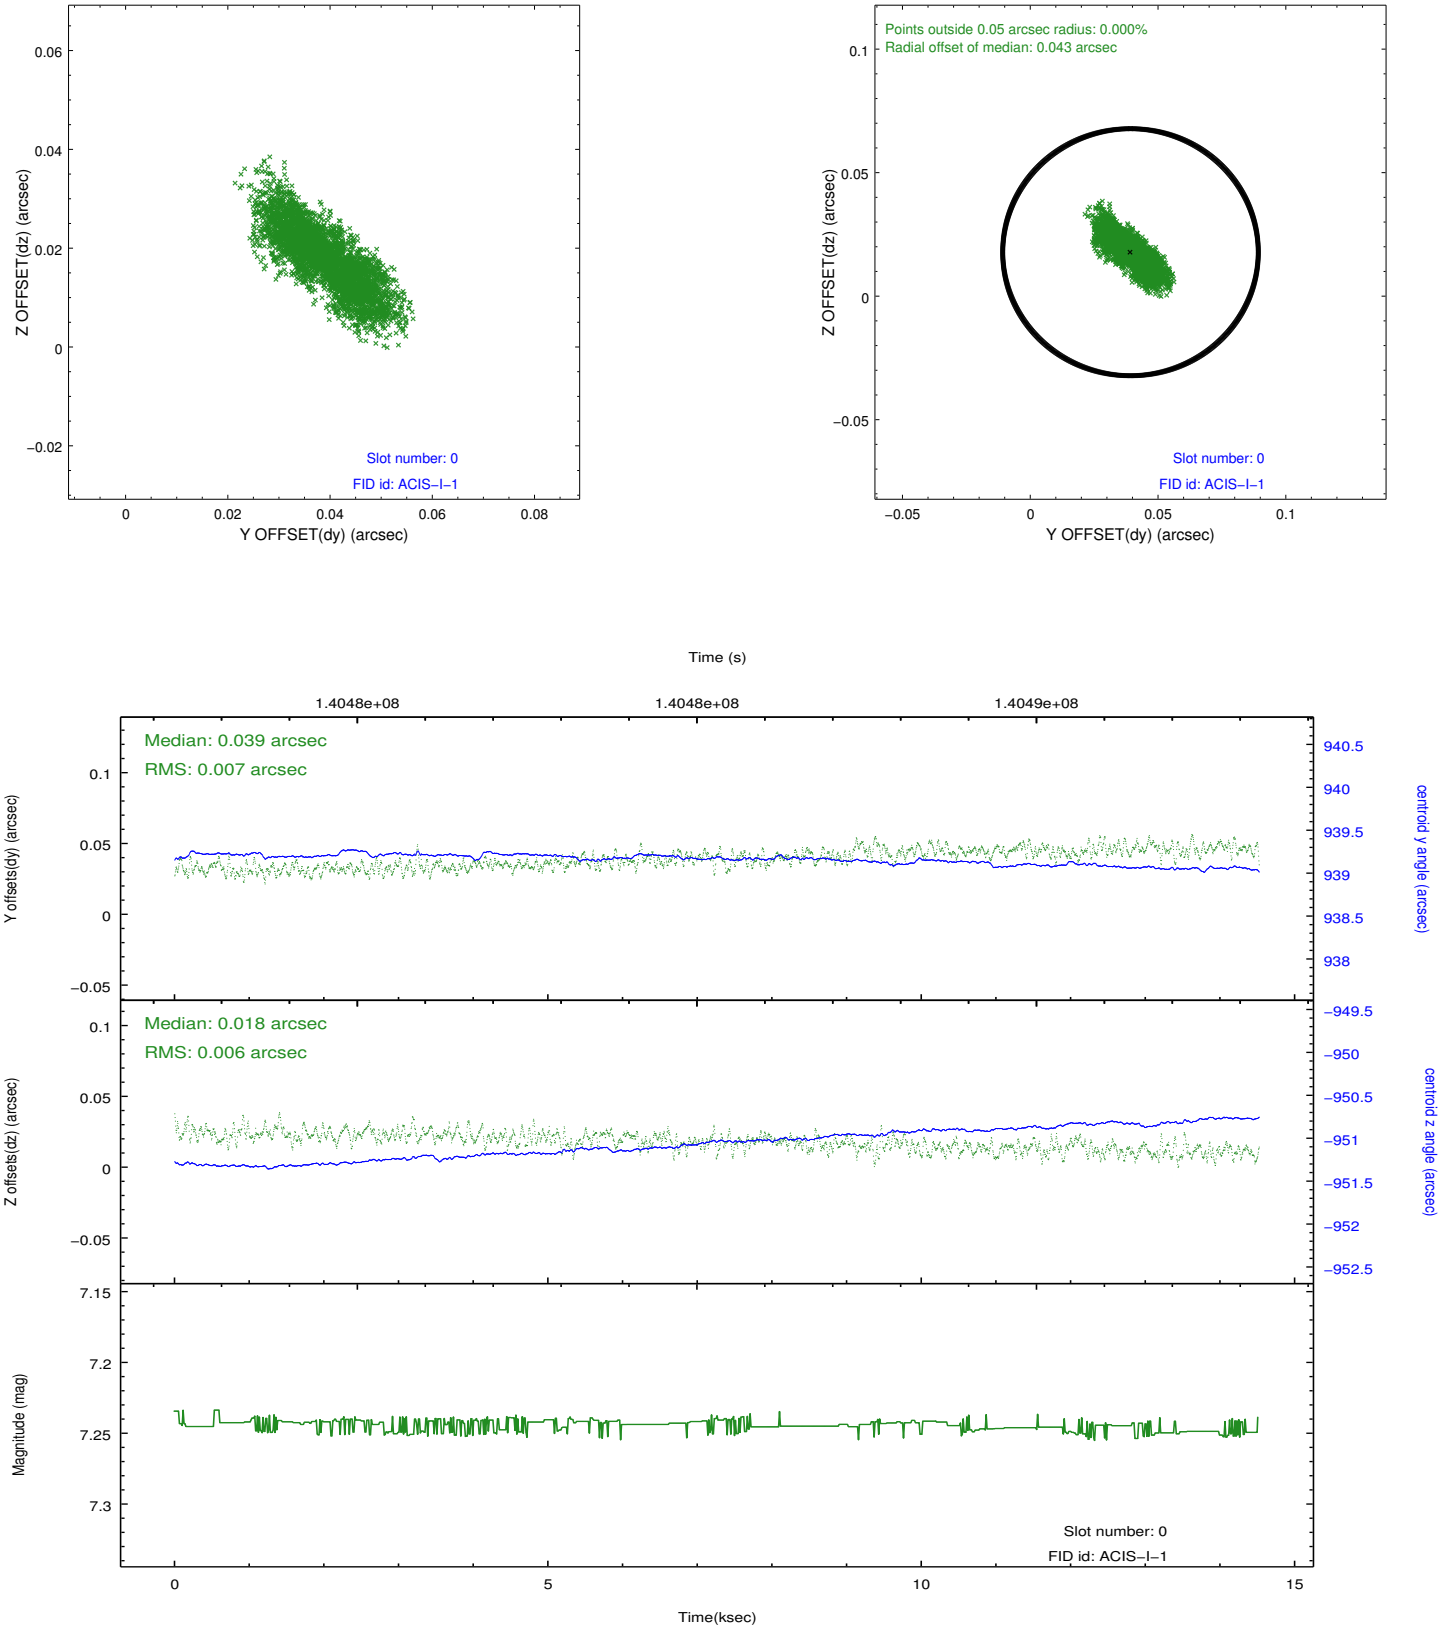 0.06
0.04
0.02
0
−0.02
Z OFFSET(dz) (arcsec)
Slot number: 0
FID id: ACIS−I−1
0 0.02 0.04 0.06 0.08
Y OFFSET(dy) (arcsec)
Points outside 0.05 arcsec radius: 0.000%
Radial offset of median: 0.043 arcsec
0.1
0.05
0
−0.05
Z OFFSET(dz) (arcsec)
Slot number: 0
FID id: ACIS−I−1
−0.05 0 0.05 0.1
Y OFFSET(dy) (arcsec)
Time (s)
1.4048e+08 1.4048e+08 1.4049e+08
Median: 0.039 arcsec
RMS: 0.007 arcsec
0.1
0.05
0
−0.05
Y offsets(dy) (arcsec)
940.5
940
939.5
939
938.5
938
centroid y angle (arcsec)
Median: 0.018 arcsec
RMS: 0.006 arcsec
0.1
0.05
0
−0.05
Z offsets(dz) (arcsec)
−949.5
−950
−950.5
−951
−951.5
−952
−952.5
centroid z angle (arcsec)
7.15
7.2
7.25
7.3
Magnitude (mag)
Slot number: 0
FID id: ACIS−I−1
0 5 10 15
Time(ksec)